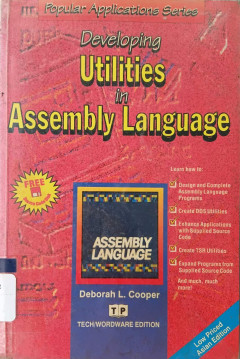 Popular Applications Series
Developing
Utilities
in
Assembly Language
Learn how to
Design and Complete
Assembly Language
Programs
Create DOS Utilities
Enhance Applications
with Supplied Source
Code
Create TSR Utilities
Expand Programs from
Supplied Source Code
And much, much
more!
FREE
ASSEMBLY
LANGUAGE
Deborah L. Cooper
T P
TECH/WORDWARE EDITION
Low Priced
Asian Edition